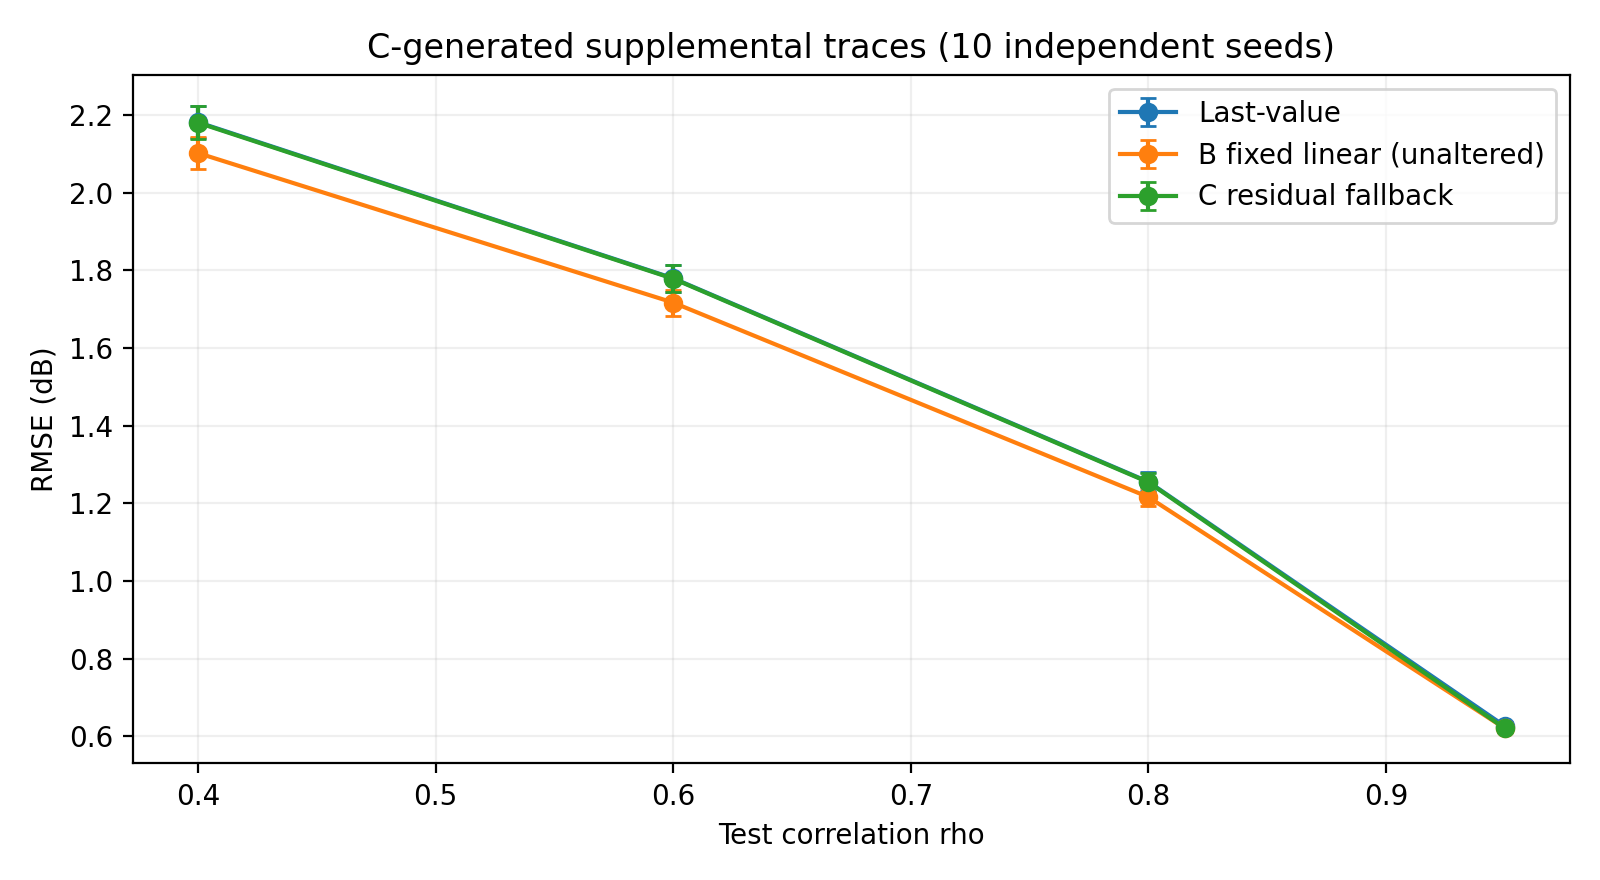 C-generated supplemental traces (10 independent seeds)
Last-value
B fixed linear (unaltered)
C residual fallback
RMSE (dB)
2.2
2.0
1.8
1.6
1.4
1.2
1.0
0.8
0.6
0.4
0.5
0.6
0.7
0.8
0.9
Test correlation rho